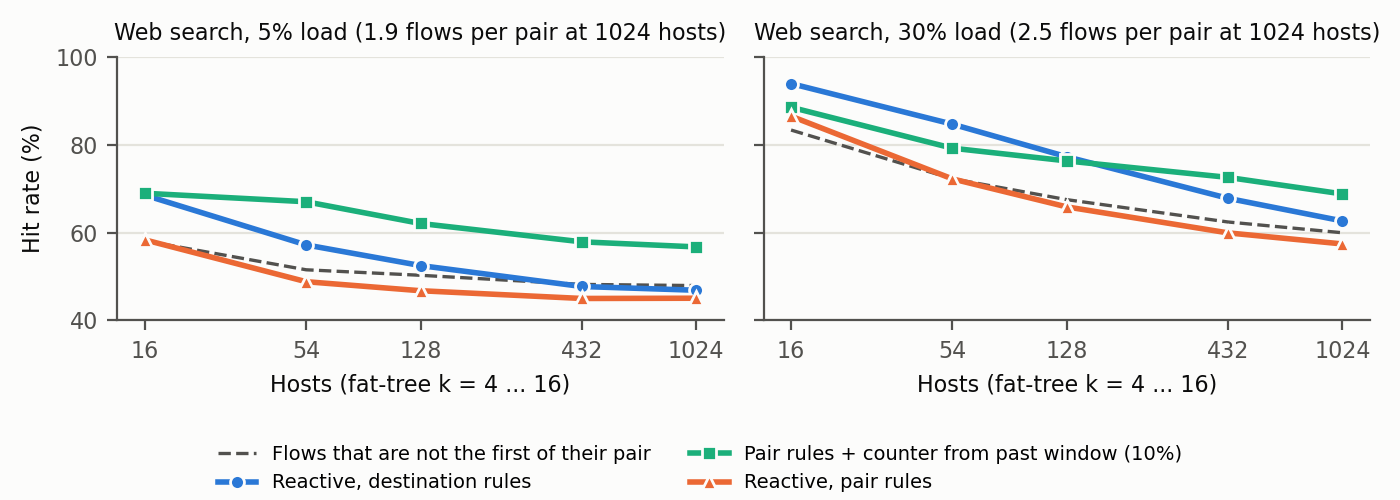 Web search, 5% load (1.9 flows per pair at 1024 hosts)
Web search, 30% load (2.5 flows per pair at 1024 hosts)
Hit rate (%)
100
80
60
40
16 54 128 432 1024
16 54 128 432 1024
Hosts (fat-tree k = 4 ... 16)
Hosts (fat-tree k = 4 ... 16)
Flows that are not the first of their pair
Reactive, destination rules
Pair rules + counter from past window (10%)
Reactive, pair rules